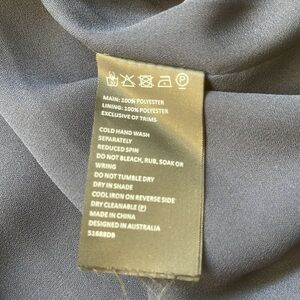 P
MAIN: 100% POLYESTER
LINING: 100% POLYESTER
EXCLUSIVE OF TRIMS
COLD HAND WASH
SEPARATELY
REDUCED SPIN
DO NOT BLEACH, RUB, SOAK OR
WRING
DO NOT TUMBLE DRY
DRY IN SHADE
COOL IRON ON REVERSE SIDE
DRY CLEANABLE (P)
MADE IN CHINA
DESIGNED IN AUSTRALIA
51688DB